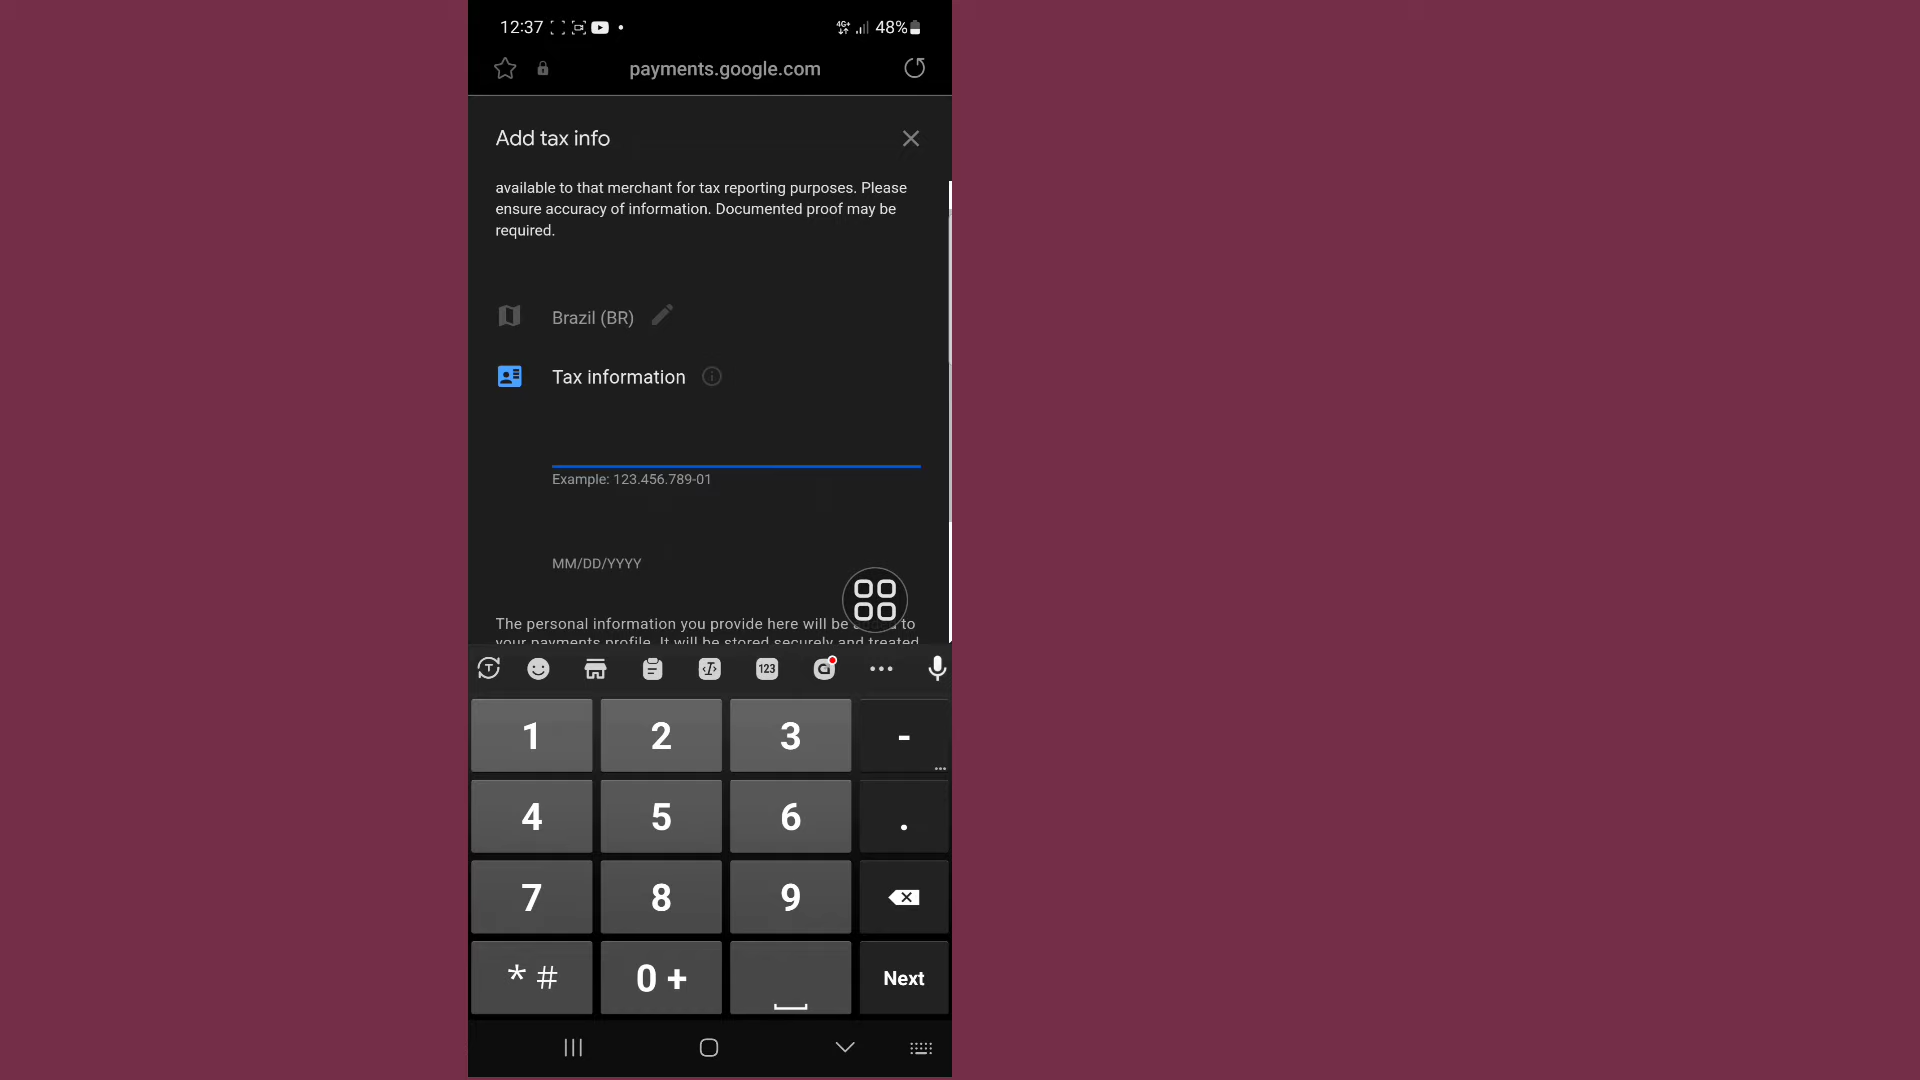 12:37
4G+
48%
payments.google.com
Add tax info
available to that merchant for tax reporting purposes. Please
ensure accuracy of information. Documented proof may be
required.
Brazil (BR)
Tax information
Example: 123.456.789-01
MM/DD/YYYY
The personal information you provide here will be to
your payments profile. It will be stored securely and treated
123
1 2 3 -
4 5 6 .
7 8 9
* # 0 + Next